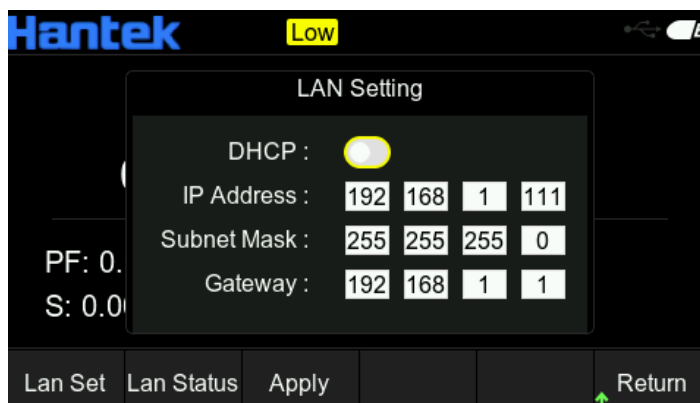 Hantek Low
LAN Setting
DHCP :
IP Address : 192 168 1 111
Subnet Mask : 255 255 255 0
Gateway : 192 168 1 1
PF: 0.
S: 0.0
Lan Set Lan Status Apply Return